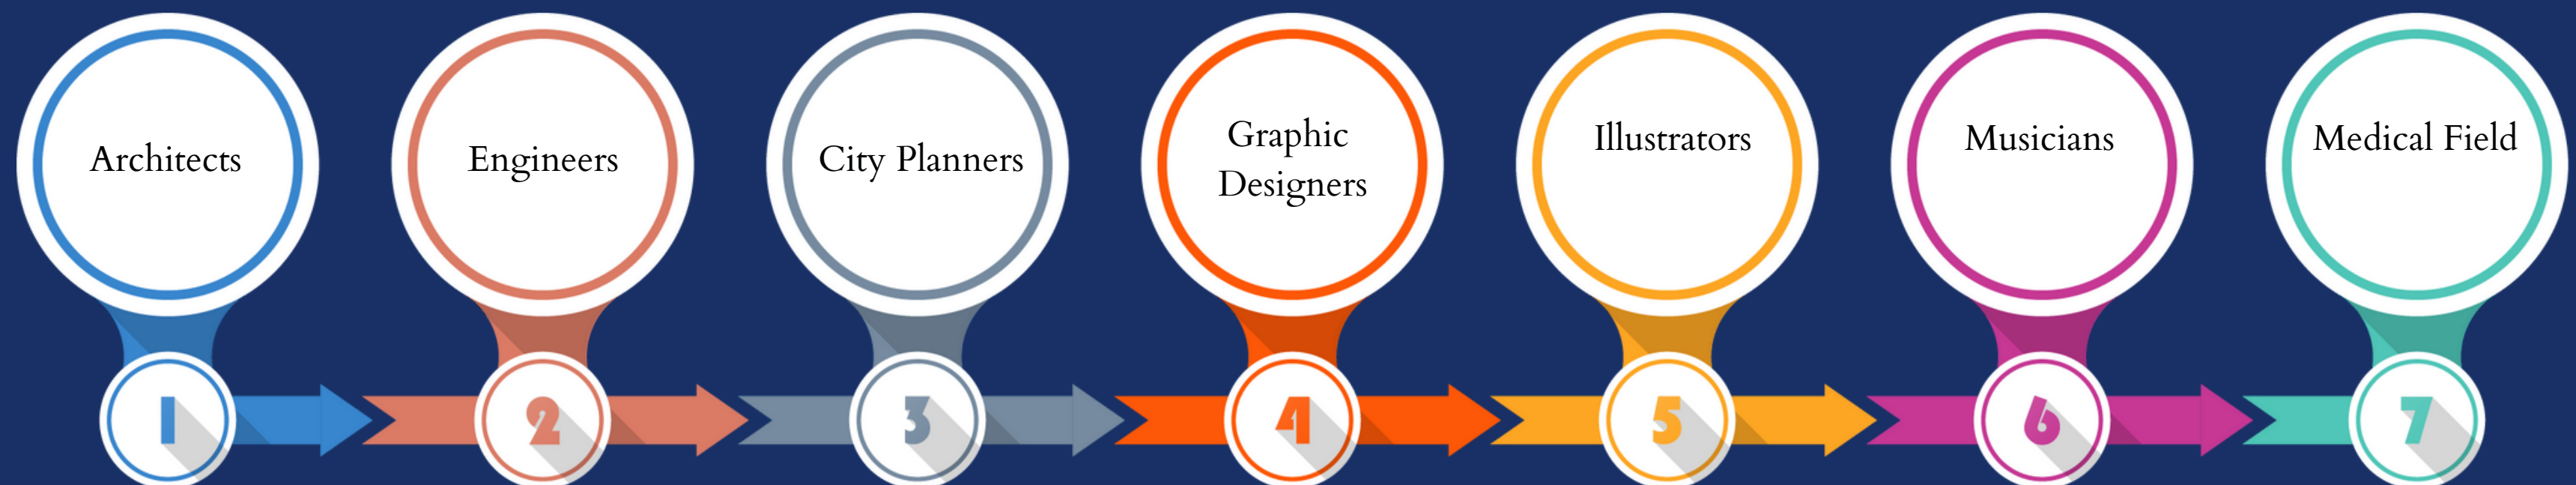 Architects
Engineers
City Planners
Graphic
Designers
Illustrators
Musicians
Medical Field
1
2
3
4
5
6
7